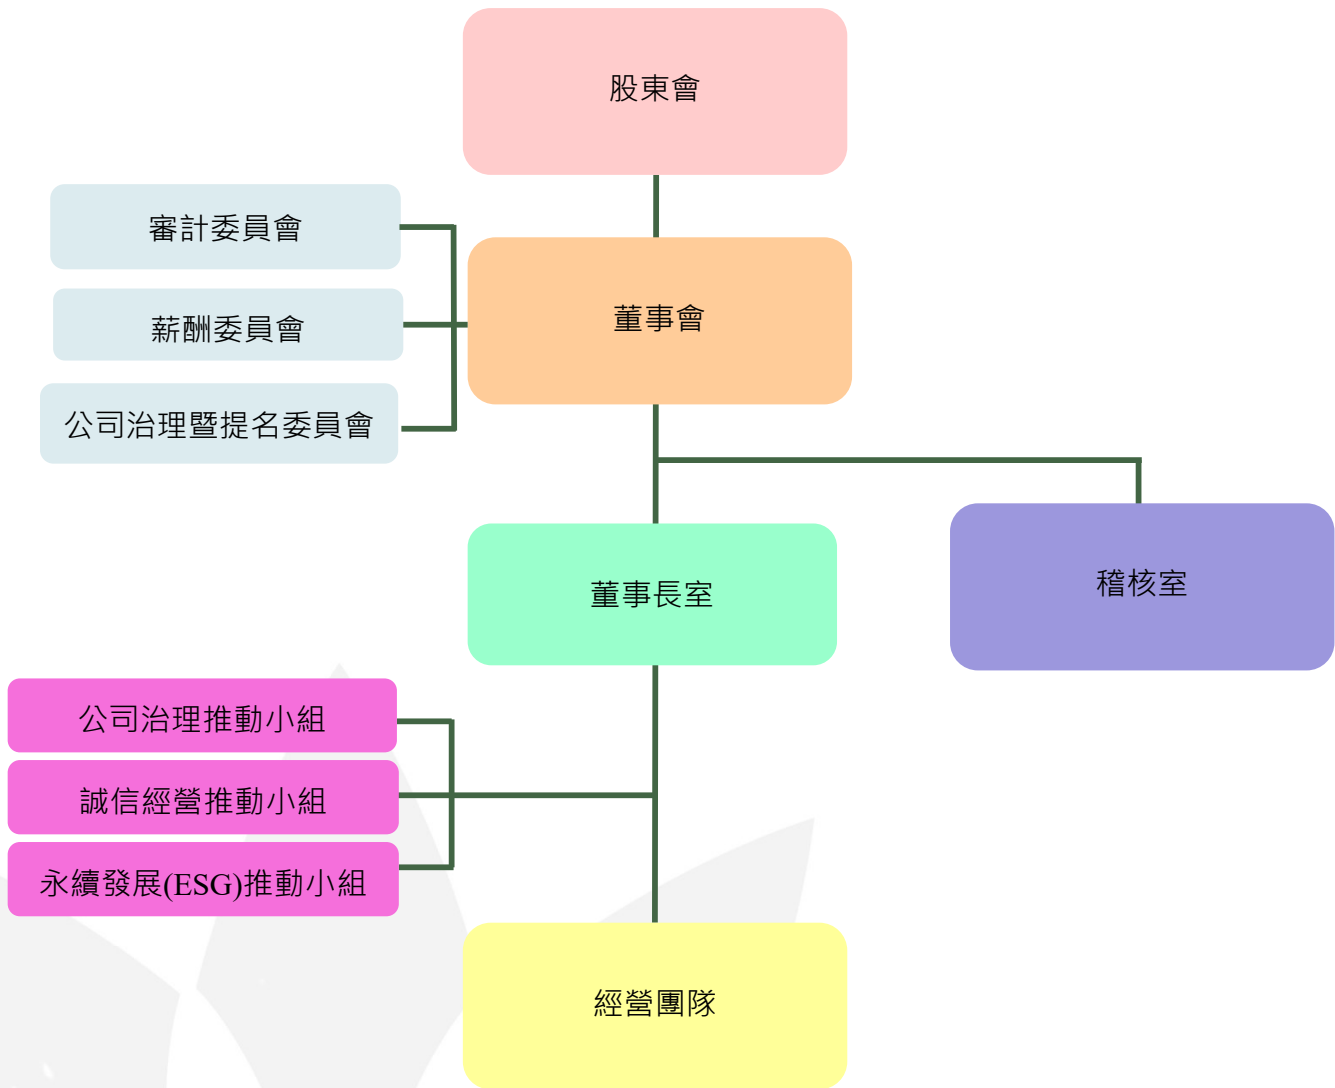 股東會
審計委員會
董事會
薪酬委員會
公司治理暨提名委員會
董事長室
稽核室
公司治理推動小組
誠信經營推動小組
永續發展(ESG)推動小組
經營團隊